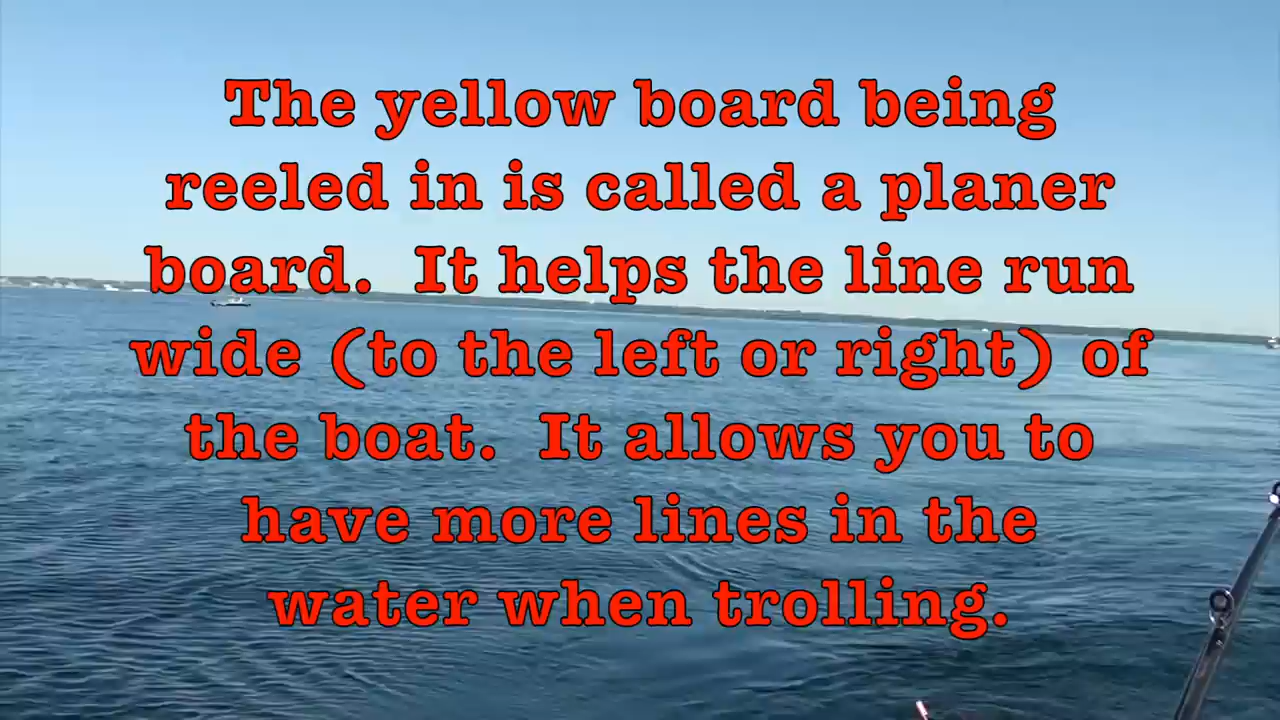 The yellow board being
reeled in is called a planer
board.  It helps the line run
wide (to the left or right) of
the boat.  It allows you to
have more lines in the
water when trolling.